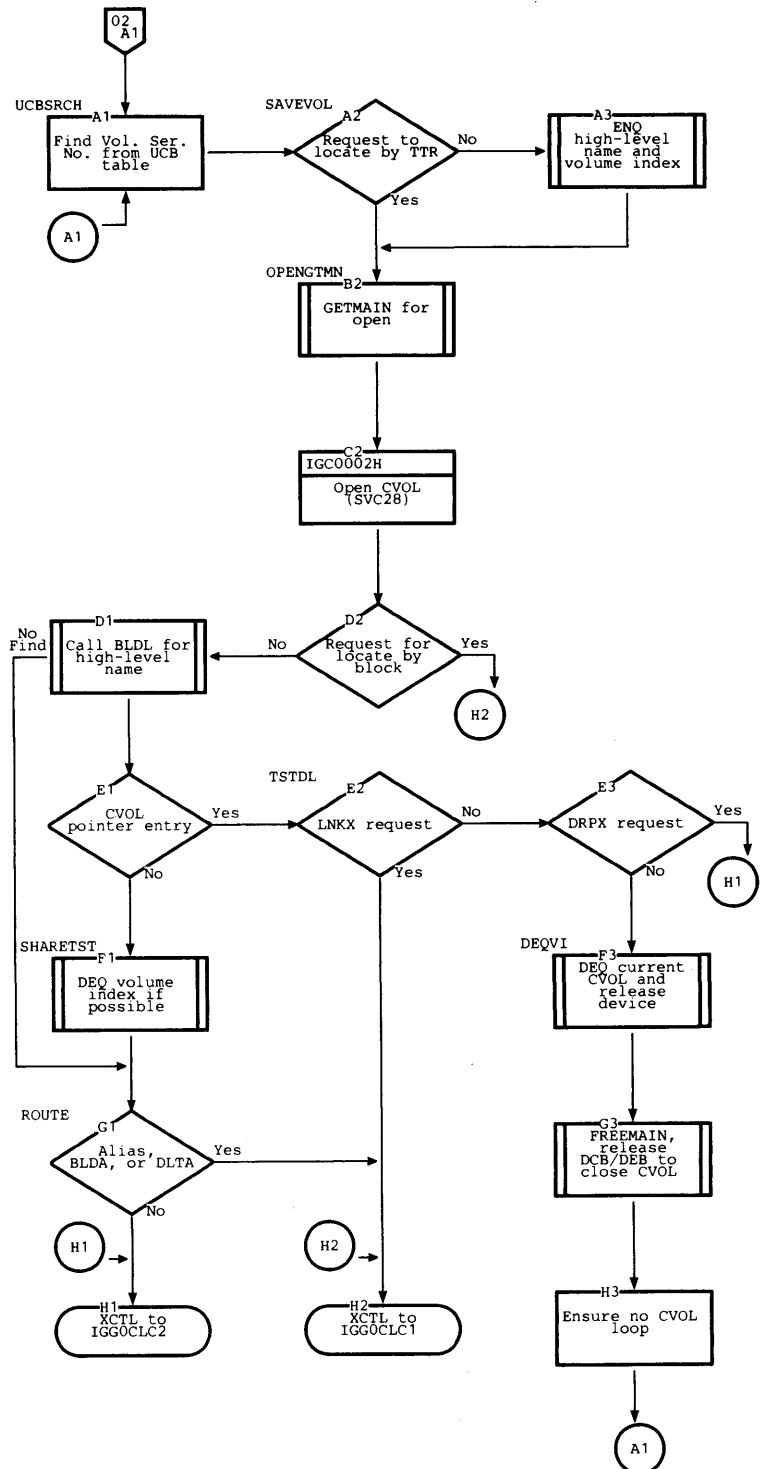 02
A1
UCBSRCH
A1
Find Vol. Ser.
No. from UCB
table
A1
SAVEVOL
A2
Request to
locate by TTR
No
Yes
A3
ENQ
high-level
name and
volume index
OPENGTMN
B2
GETMAIN for
open
C2
IGC0002H
Open CVOL
(SVC28)
D2
Request for
locate by
block
No
Yes
H2
D1
Call BLDL for
high-level
name
No
Find
E1
CVOL
pointer entry
Yes
No
TSTDL
E2
LNKX request
No
Yes
E3
DRPX request
Yes
No
H1
SHARETST
F1
DEQ volume
index if
possible
DEQVI
F3
DEQ current
CVOL and
release
device
ROUTE
G1
Alias,
BLDA, or DLTA
Yes
No
G3
FREEMAIN,
release
DCB/DEB to
close CVOL
H1
H2
H1
XCTL to
IGG0CLC2
H2
XCTL to
IGG0CLC1
H3
Ensure no CVOL
loop
A1